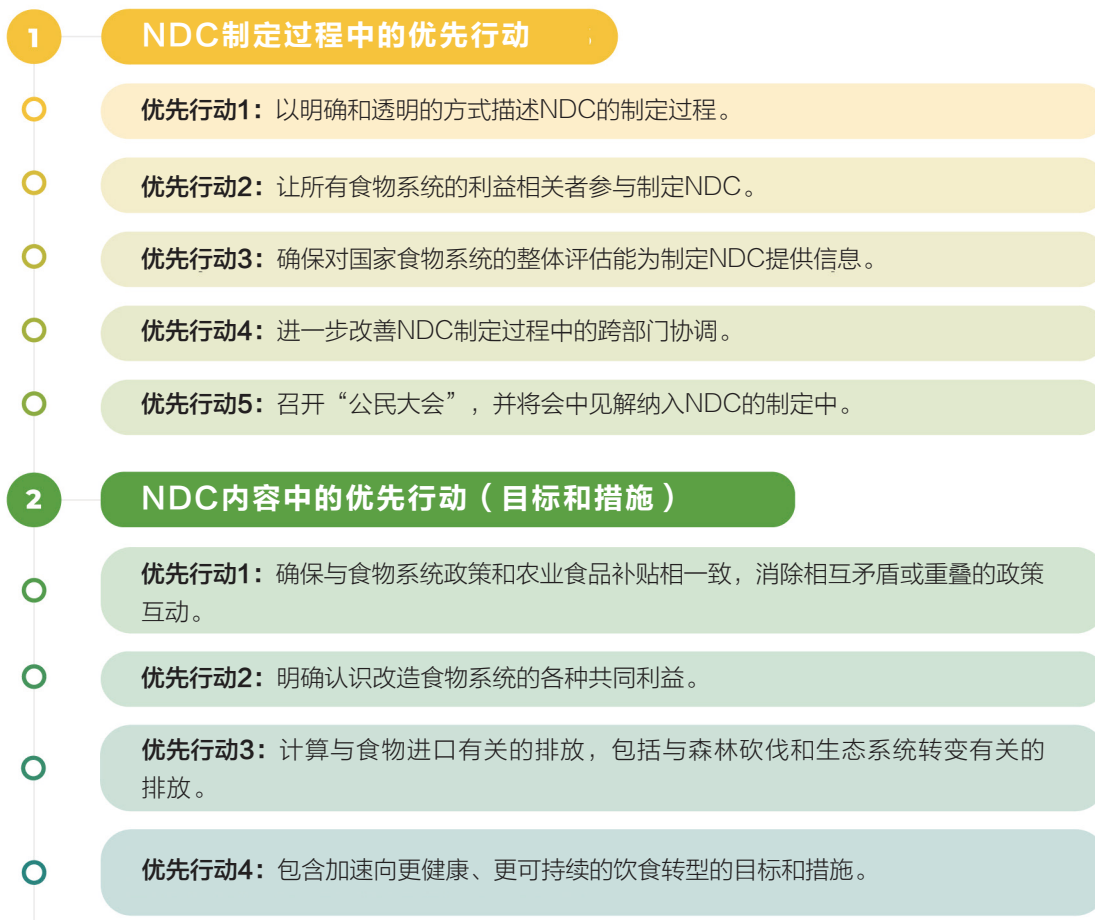 1
NDC制定过程中的优先行动
优先行动1：以明确和透明的方式描述NDC的制定过程。
优先行动2：让所有食物系统的利益相关者参与制定NDC。
优先行动3：确保对国家食物系统的整体评估能为制定NDC提供信息。
优先行动4：进一步改善NDC制定过程中的跨部门协调。
优先行动5：召开“公民大会”，并将会中见解纳入NDC的制定中。
2
NDC内容中的优先行动（目标和措施）
优先行动1：确保与食物系统政策和农业食品补贴相一致，消除相互矛盾或重叠的政策
互动。
优先行动2：明确认识改造食物系统的各种共同利益。
优先行动3：计算与食物进口有关的排放，包括与森林砍伐和生态系统转变有关的
排放。
优先行动4：包含加速向更健康、更可持续的饮食转型的目标和措施。